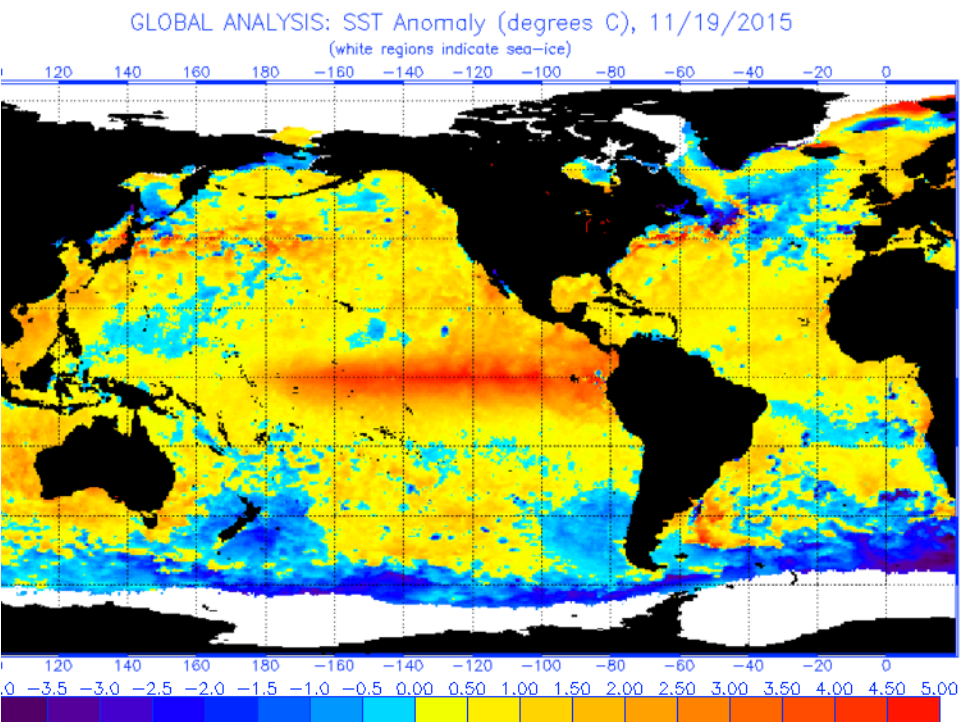 GLOBAL ANALYSIS: SST Anomaly (degrees C), 11/19/2015
(white regions indicate sea-ice)
120 140 160 180 -160 -140 -120 -100 -80 -60 -40 -20 0
120 140 160 180 -160 -140 -120 -100 -80 -60 -40 -20 0
.0 -3.5 -3.0 -2.5 -2.0 -1.5 -1.0 -0.5 0.00 0.50 1.00 1.50 2.00 2.50 3.00 3.50 4.00 4.50 5.00